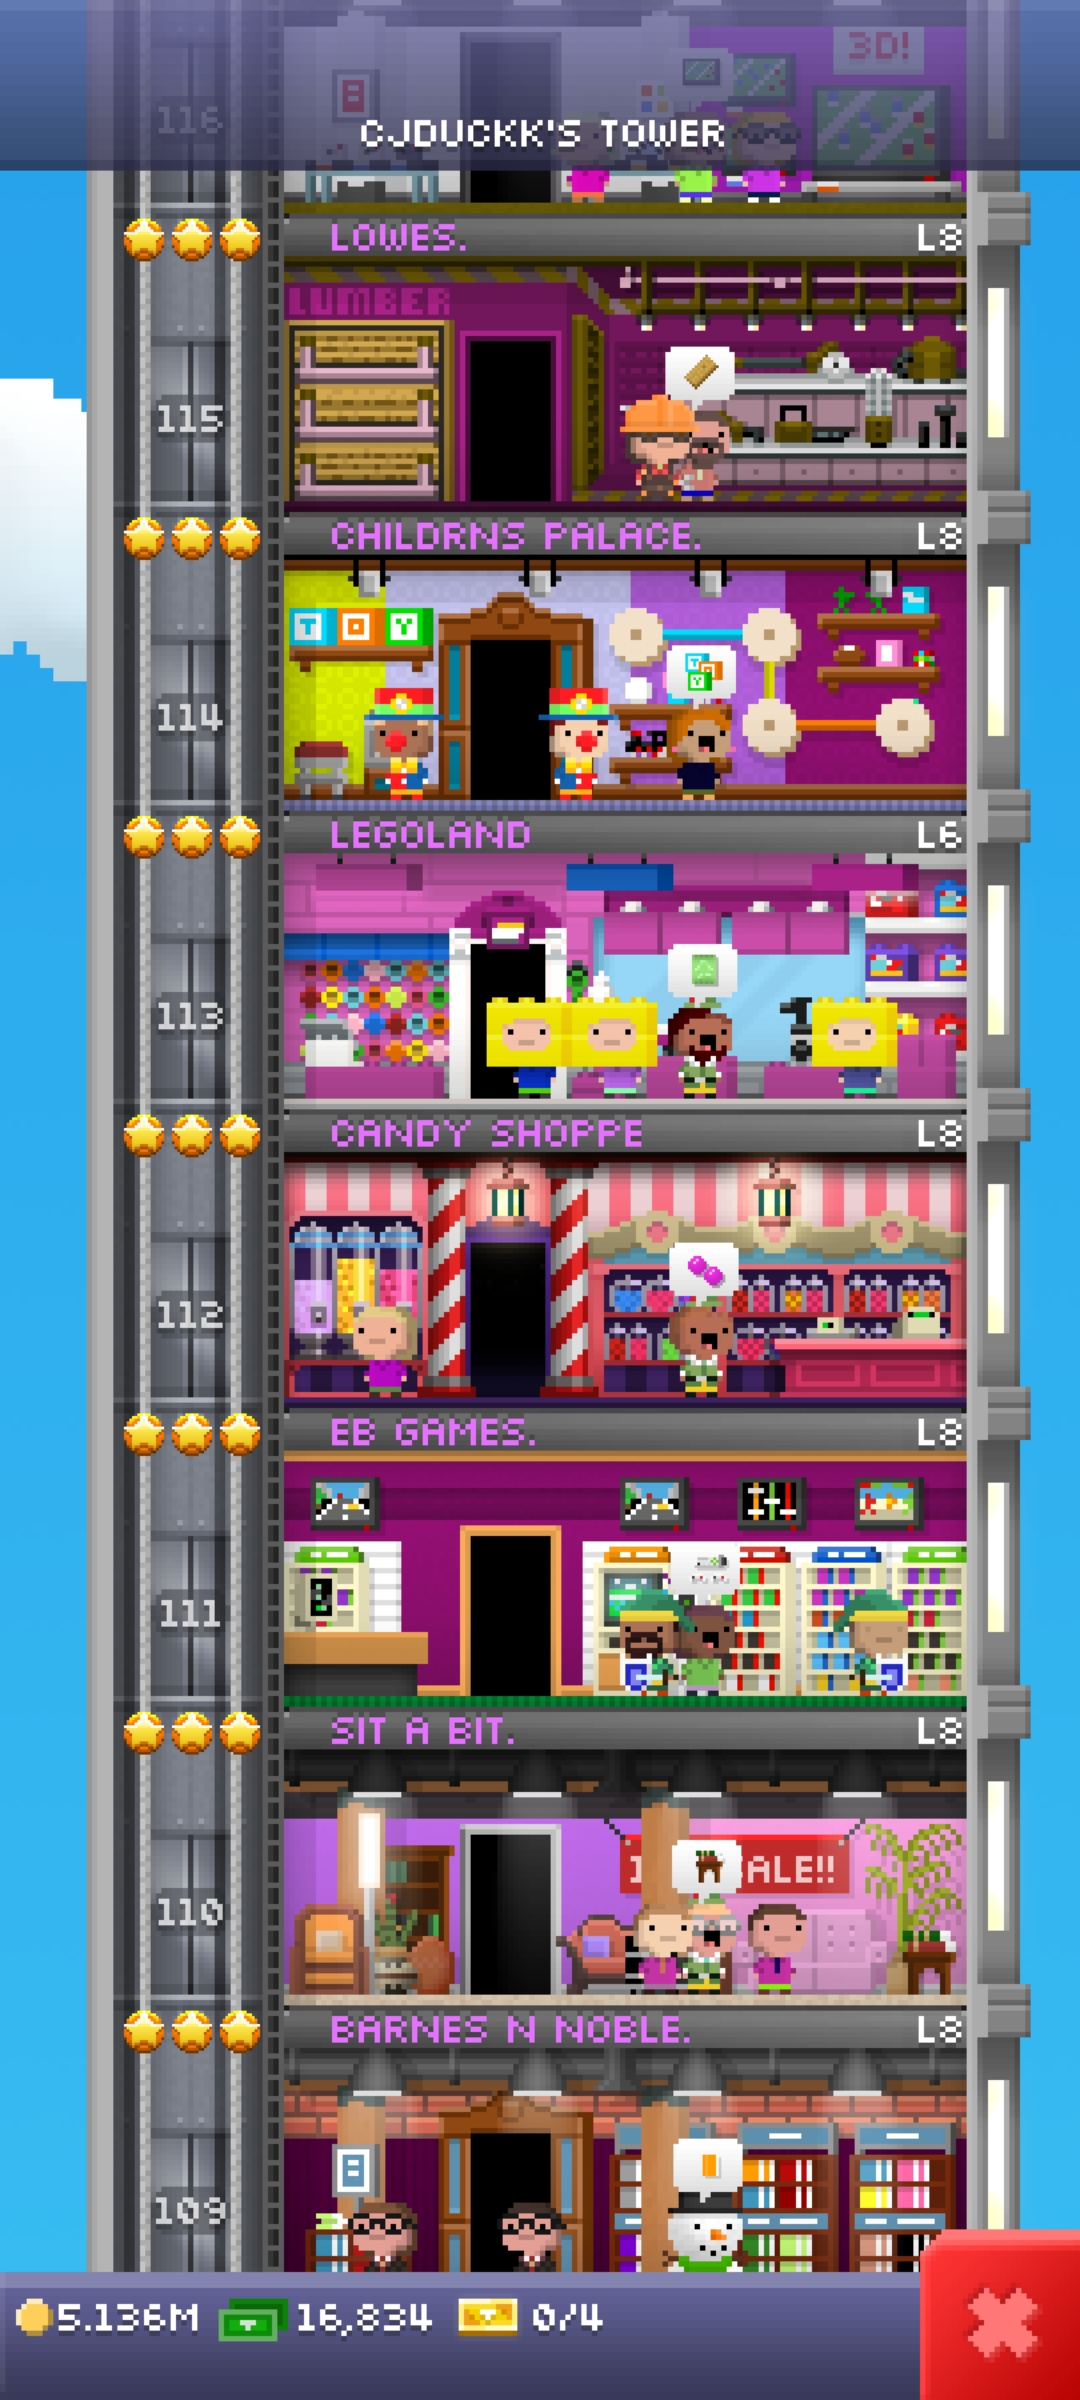 3D!
116
CJDUCKK'S TOWER
LOWES.
L8
LUMBER
115
CHILDRNS PALACE.
L8
T O Y
114
LEGOLAND
L6
113
CANDY SHOPPE
L8
112
EB GAMES.
L8
111
SIT A BIT.
L8
ALE!!
110
BARNES N NOBLE.
L8
109
5.136M 16,834 0/4